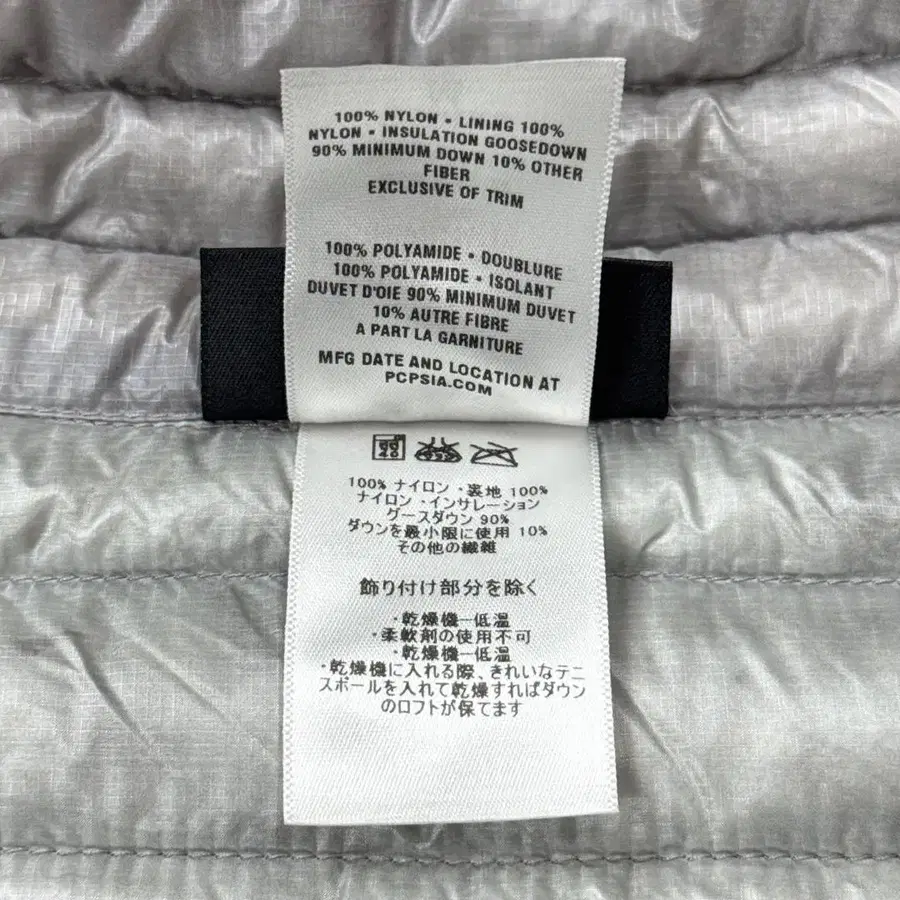 100% NYLON • LINING 100%
NYLON • INSULATION GOOSEDOWN
90% MINIMUM DOWN 10% OTHER
FIBER
EXCLUSIVE OF TRIM
100% POLYAMIDE • DOUBLURE
100% POLYAMIDE • ISOLANT
DUVET D'OIE 90% MINIMUM DUVET
10% AUTRE FIBRE
A PART LA GARNITURE
MFG DATE AND LOCATION AT
PCPSIA.COM
40
100% ナイロン・裏地 100%
ナイロン・インサレーション
グースダウン 90%
ダウンを最小限に使用 10%
その他の繊維
飾り付け部分を除く
・乾燥機ー低温
・柔軟剤の使用不可
・乾燥機ー低温
・乾燥機に入れる際、きれいなテニ
スボールを入れて乾燥すればダウン
のロフトが保てます